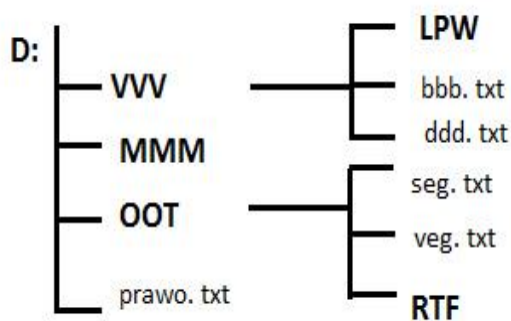 D:
VVV
MMM
OOT
prawo. txt
LPW
bbb. txt
ddd. txt
seg. txt
veg. txt
RTF